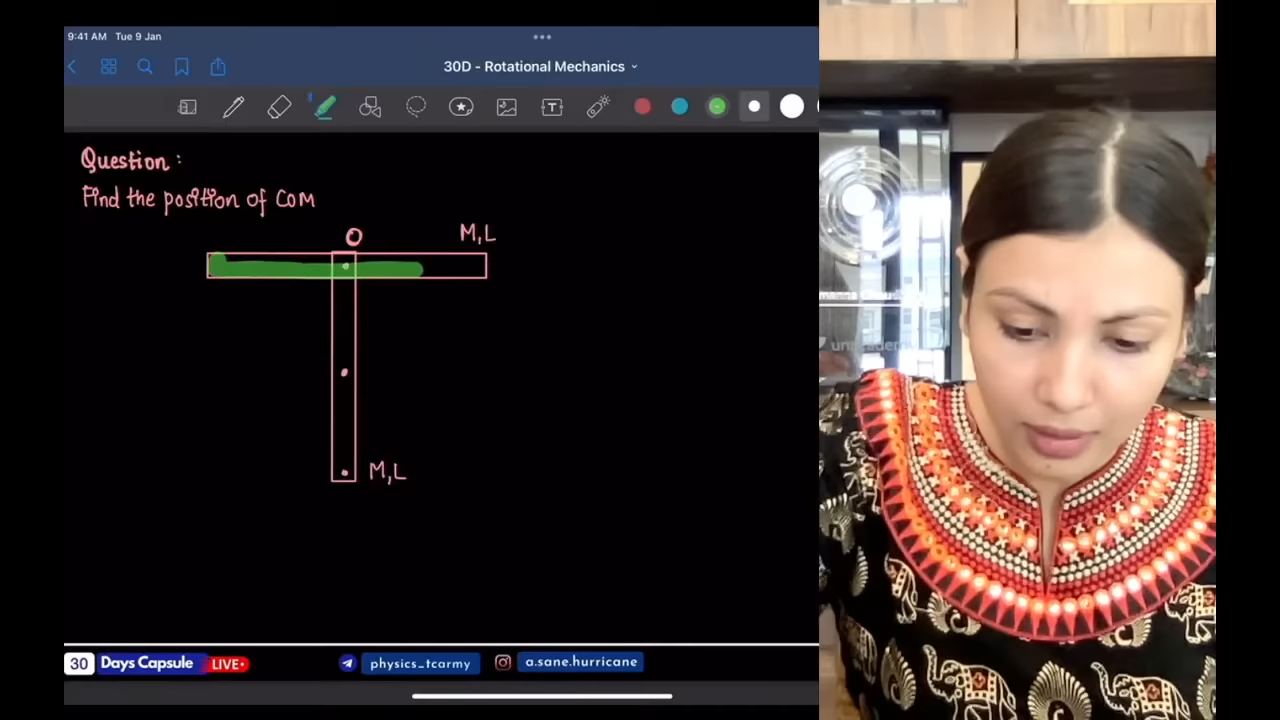 9:41 AM Tue 9 Jan
30D - Rotational Mechanics
Question :
Find the position of COM
O
M,L
M,L
30 Days Capsule LIVE
physics_tcarmy
a.sane.hurricane